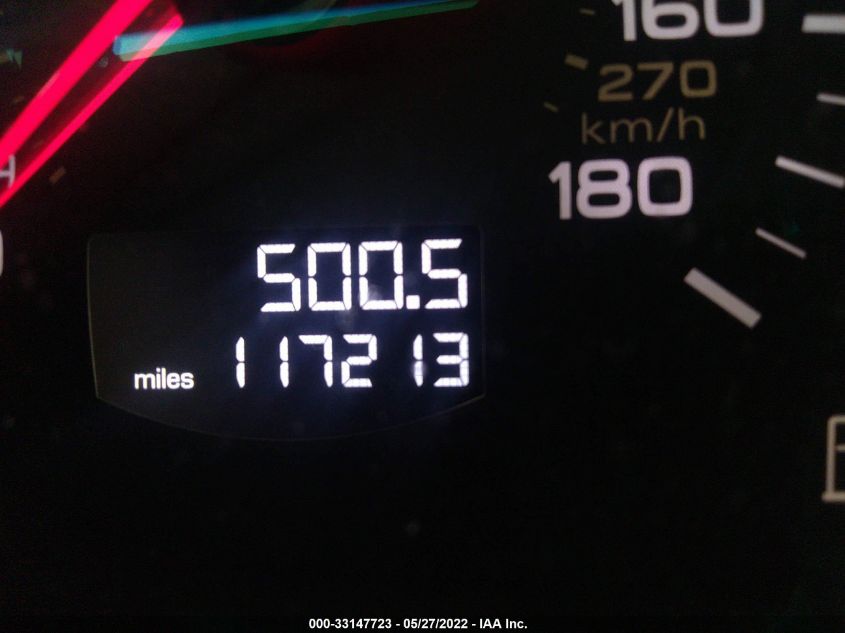 160
270
km/h
180
500.5
miles 117213
H
000-33147723 - 05/27/2022 - IAA Inc.